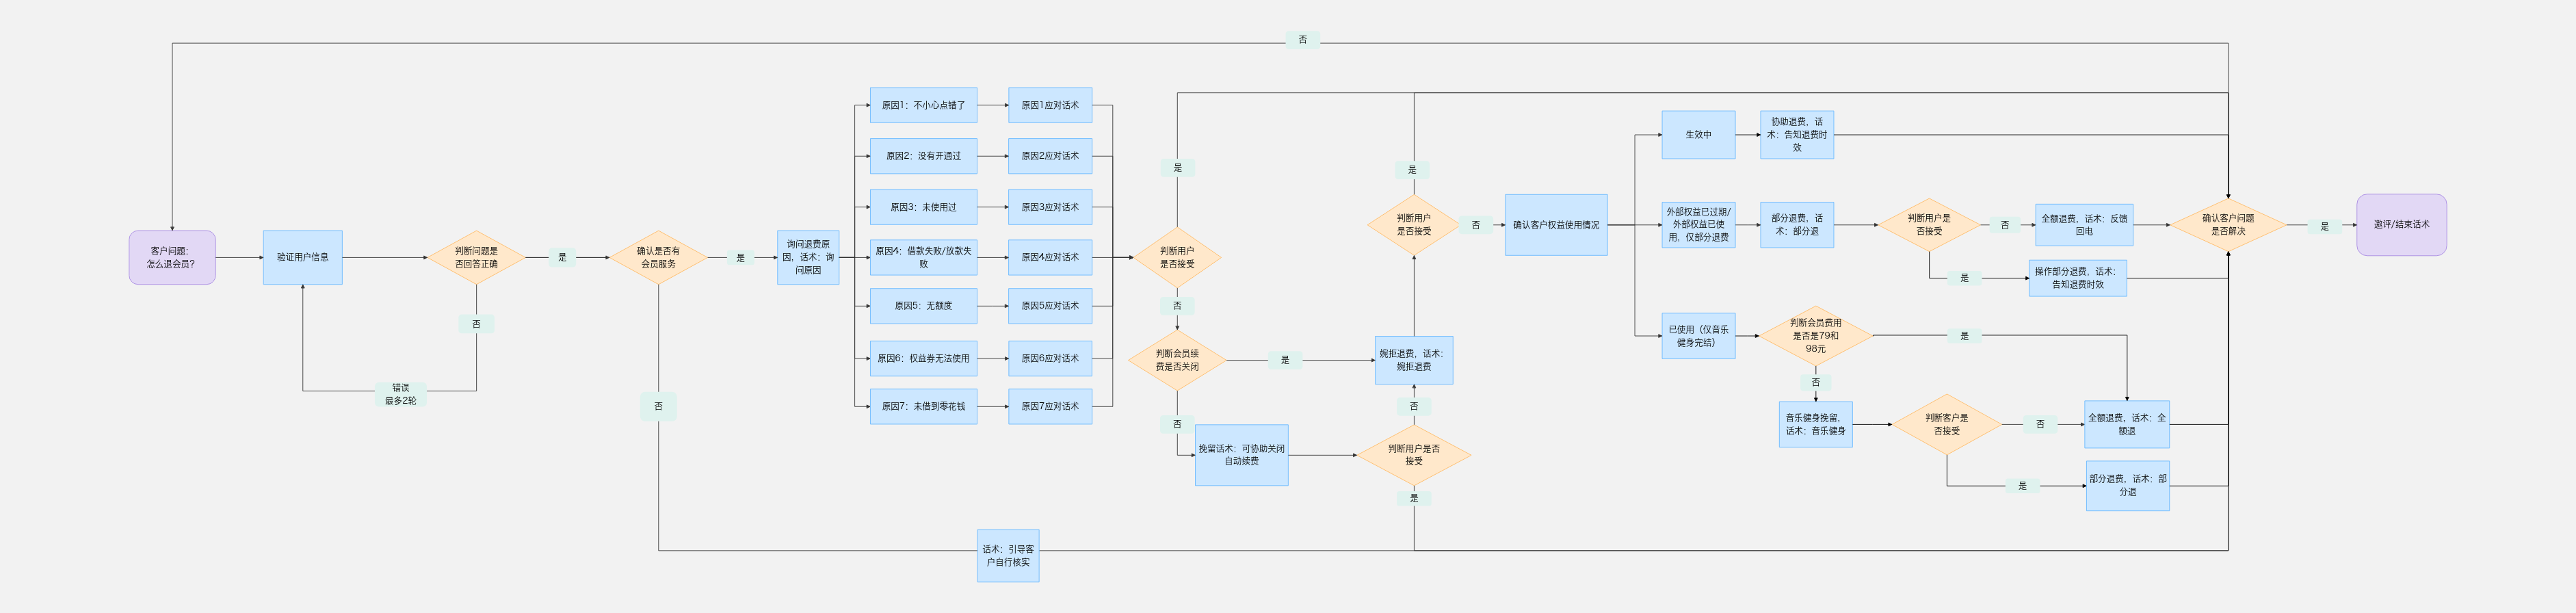 否
客户问题：
怎么退会员?
验证用户信息
判断问题是
否回答正确
是
否
错误
最多2轮
确认是否有
会员服务
是
否
话术：引导客
户自行核实
询问退费原
因，话术：询
问原因
原因1：不小心点错了
原因1应对话术
原因2：没有开通过
原因2应对话术
原因3：未使用过
原因3应对话术
原因4：借款失败/放款失
败
原因4应对话术
原因5：无额度
原因5应对话术
原因6：权益券无法使用
原因6应对话术
原因7：未借到零花钱
原因7应对话术
是
判断用户
是否接受
否
判断会员续
费是否关闭
是
否
挽留话术：可协助关闭
自动续费
判断用户是否
接受
否
是
婉拒退费，话术：
婉拒退费
是
判断用户
是否接受
否
确认客户权益使用情况
生效中
协助退费，话
术：告知退费时
效
外部权益已过期/
外部权益已使
用，仅部分退费
部分退费，话
术：部分退
判断用户是
否接受
否
全额退费，话术：反馈
回电
是
操作部分退费，话术：
告知退费时效
已使用（仅音乐
健身完结）
判断会员费用
是否是79和
98元
是
否
音乐健身挽留，
话术：音乐健身
判断客户是
否接受
否
全额退费，话术：全
额退
是
部分退费，话术：部
分退
确认客户问题
是否解决
是
邀评/结束话术